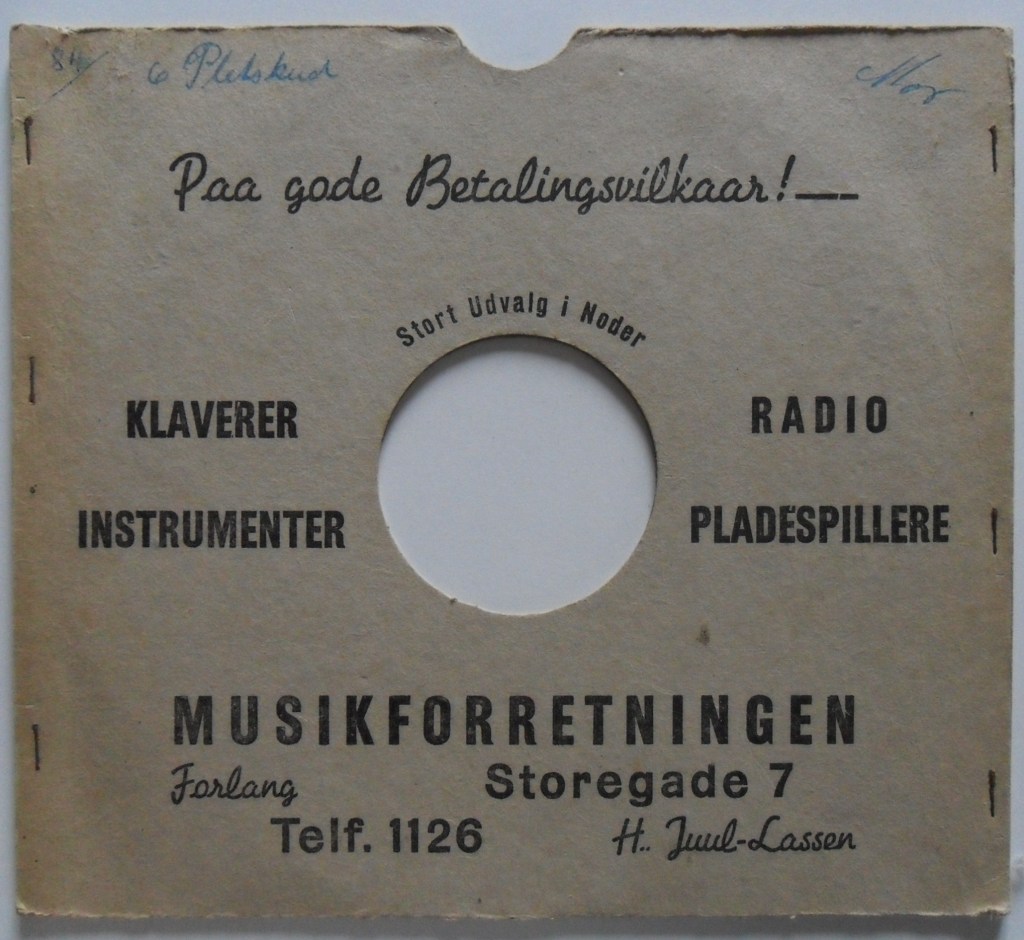 6 Pletskud
Paa gode Betalingsvilkaar!
Stort Udvalg i Noder
KLAVERER
RADIO
INSTRUMENTER
PLADESPILLERE
MUSIKFORRETNINGEN
Forlang
Storegade 7
Telf. 1126
H.. Juul-Lassen